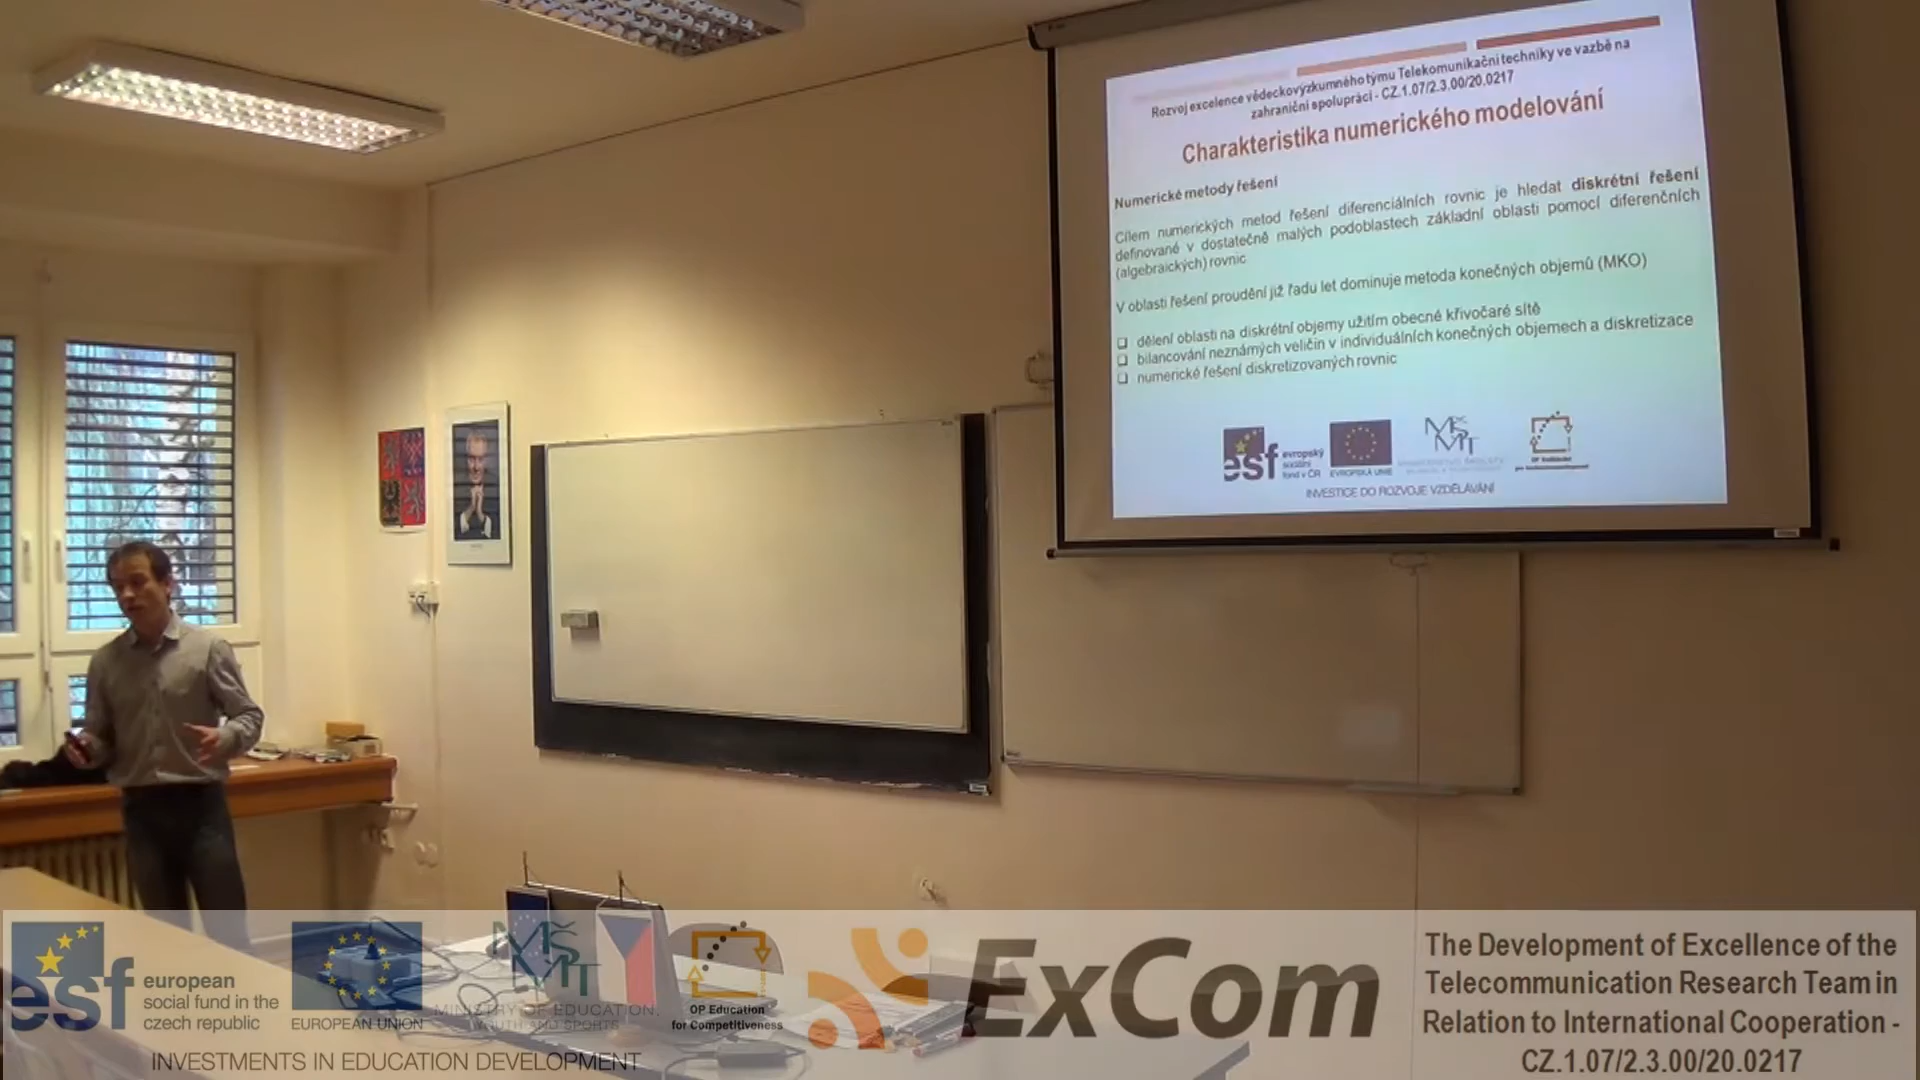 Rozvoj excelence vědeckovýzkumného týmu Telekomunikační techniky ve vazbě na
zahraniční spolupráci - CZ.1.07/2.3.00/20.0217
Charakteristika numerického modelování
Numerické metody řešení
Cílem numerických metod řešení diferenciálních rovnic je hledat diskrétní řešení
definované v dostatečně malých podoblastech základní oblasti pomocí diferenčních
(algebraických) rovnic
V oblasti řešení proudění již řadu let dominuje metoda konečných objemů (MKO)
dělení oblasti na diskrétní objemy užitím obecné křivočaré sítě
bilancování neznámých veličin v individuálních konečných objemech a diskretizace
numerické řešení diskretizovaných rovnic
esf
evropský
sociální
fond v ČR
EVROPSKÁ UNIE
MŠMT
INVESTICE DO ROZVOJE VZDĚLÁVÁNÍ
esf
european
social fund in the
czech republic
EUROPEAN UNION
MŠMT
MINISTRY OF EDUCATION,
YOUTH AND SPORTS
OP Education
for Competitiveness
INVESTMENTS IN EDUCATION DEVELOPMENT
ExCom
The Development of Excellence of the
Telecommunication Research Team in
Relation to International Cooperation -
CZ.1.07/2.3.00/20.0217